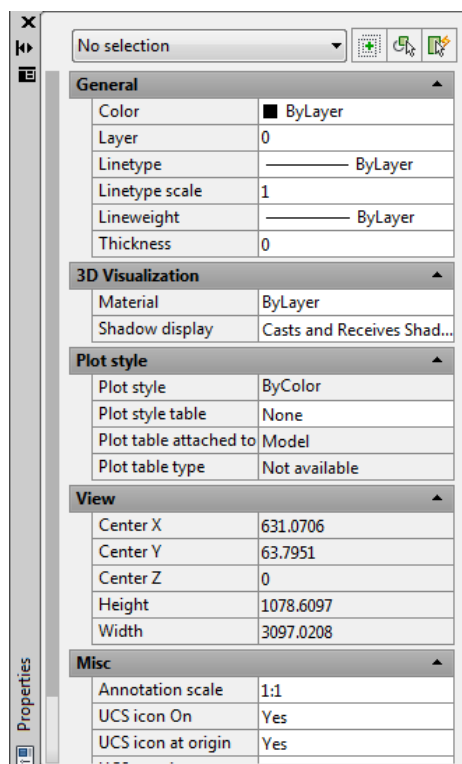 No selection
General
Color ByLayer
Layer 0
Linetype ByLayer
Linetype scale 1
Lineweight ByLayer
Thickness 0
3D Visualization
Material ByLayer
Shadow display Casts and Receives Shad...
Plot style
Plot style ByColor
Plot style table None
Plot table attached to Model
Plot table type Not available
View
Center X 631.0706
Center Y 63.7951
Center Z 0
Height 1078.6097
Width 3097.0208
Misc
Annotation scale 1:1
UCS icon On Yes
UCS icon at origin Yes
Properties